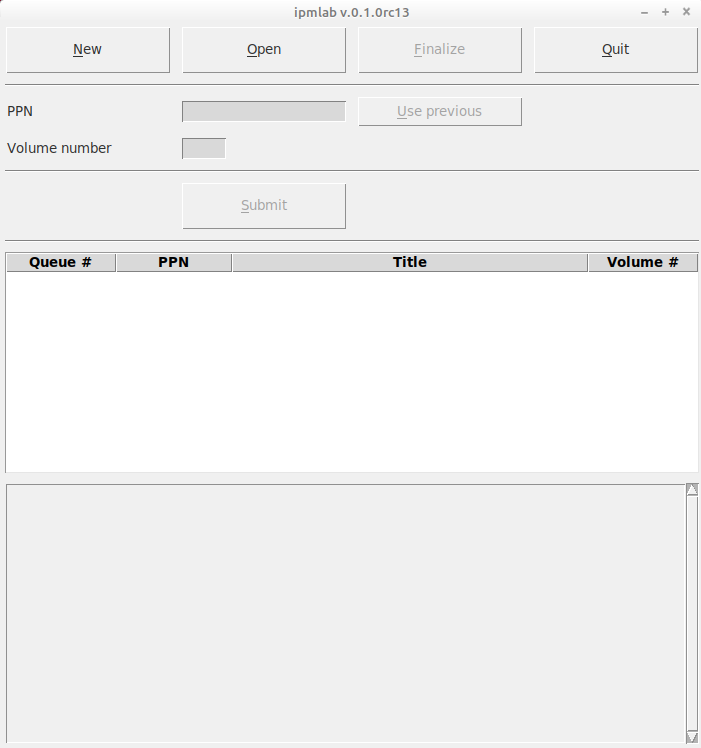 ipmlab v.0.1.0rc13
New Open Finalize Quit
PPN Use previous
Volume number
Submit
Queue # PPN Title Volume #